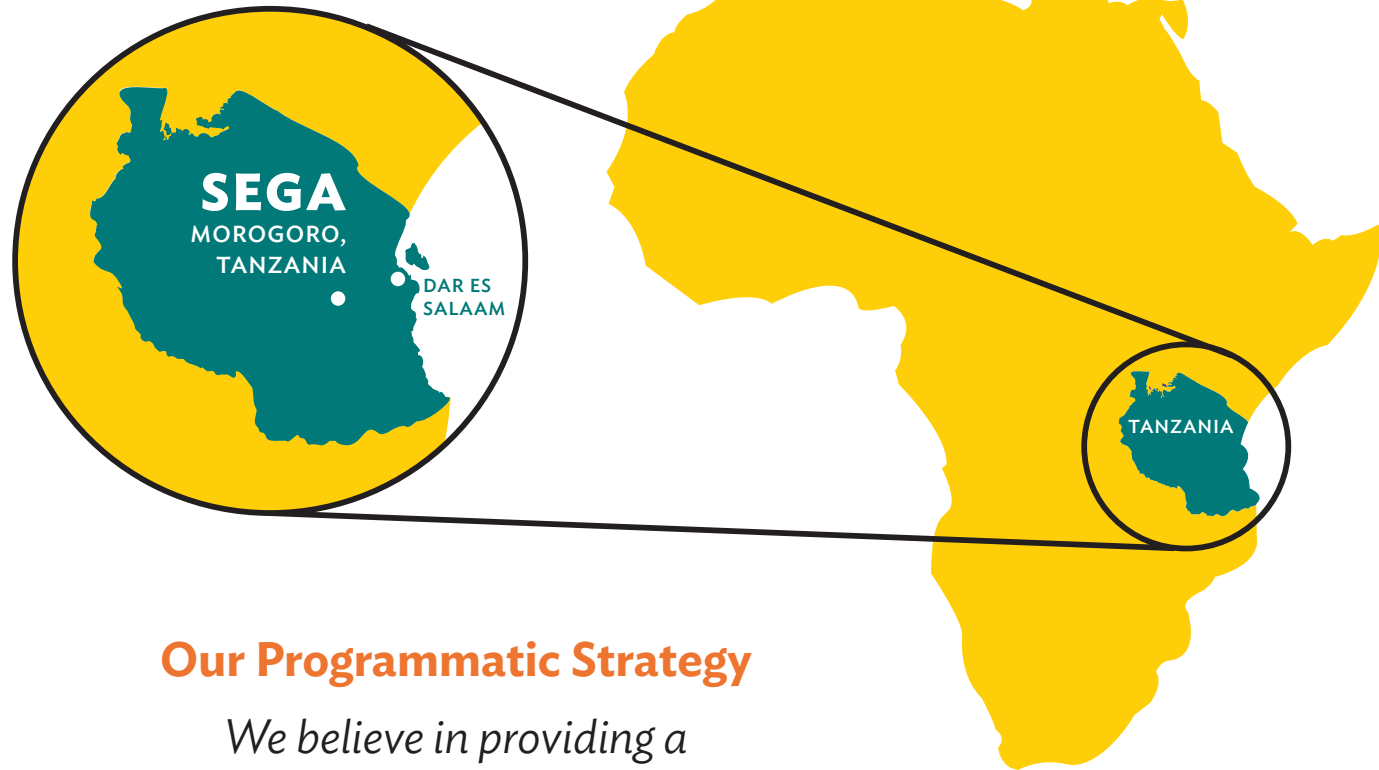 SEGA
MOROGORO,
TANZANIA
DAR ES
SALAAM
TANZANIA
Our Programmatic Strategy
We believe in providing a